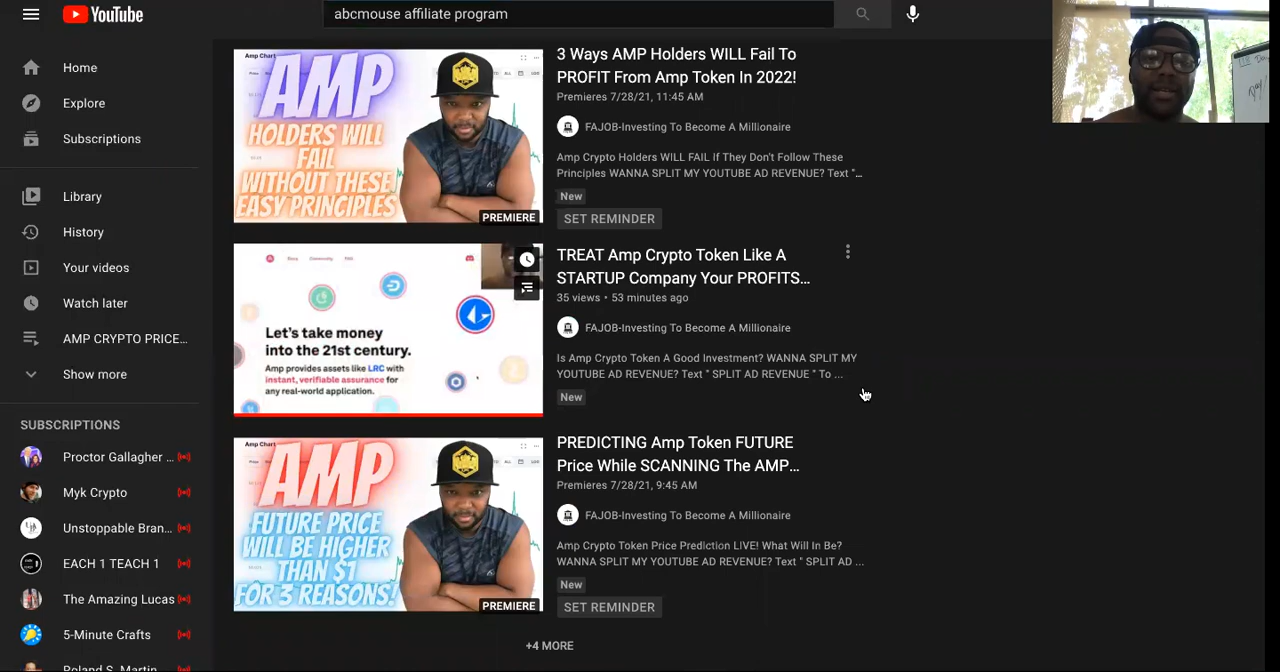 YouTube
abcmouse affiliate program
Home
Explore
Subscriptions
Library
History
Your videos
Watch later
AMP CRYPTO PRICE...
Show more
SUBSCRIPTIONS
Proctor Gallagher ...
Myk Crypto
Unstoppable Bran...
EACH 1 TEACH 1
The Amazing Lucas
5-Minute Crafts
Roland S. Martin
Amp Chart
AMP
HOLDERS WILL
FAIL
WITHOUT THESE
EASY PRINCIPLES
PREMIERE
3 Ways AMP Holders WILL Fail To
PROFIT From Amp Token In 2022!
Premieres 7/28/21, 11:45 AM
FAJOB-Investing To Become A Millionaire
Amp Crypto Holders WILL FAIL If They Don't Follow These
Principles WANNA SPLIT MY YOUTUBE AD REVENUE? Text "...
New
SET REMINDER
Let's take money
into the 21st century.
Amp provides assets like LRC with
instant, verifiable assurance for
any real-world application.
TREAT Amp Crypto Token Like A
STARTUP Company Your PROFITS...
35 views • 53 minutes ago
FAJOB-Investing To Become A Millionaire
Is Amp Crypto Token A Good Investment? WANNA SPLIT MY
YOUTUBE AD REVENUE? Text " SPLIT AD REVENUE " To ...
New
Amp Chart
AMP
FUTURE PRICE
WILL BE HIGHER
THAN $1
FOR 3 REASONS!
PREMIERE
PREDICTING Amp Token FUTURE
Price While SCANNING The AMP...
Premieres 7/28/21, 9:45 AM
FAJOB-Investing To Become A Millionaire
Amp Crypto Token Price Prediction LIVE! What Will In Be?
WANNA SPLIT MY YOUTUBE AD REVENUE? Text " SPLIT AD ...
New
SET REMINDER
+4 MORE